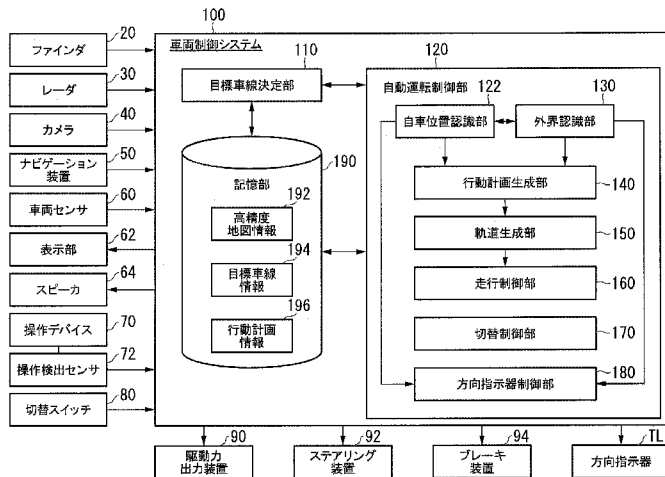 100
20
ファインダ
30
レーダ
40
カメラ
50
ナビゲーション
装置
60
車両センサ
62
表示部
64
スピーカ
70
操作デバイス
72
操作検出センサ
80
切替スイッチ
車両制御システム
110
目標車線決定部
190
記憶部
192
高精度
地図情報
194
目標車線
情報
196
行動計画
情報
120
自動運転制御部
122
自車位置認識部
130
外界認識部
行動計画生成部
140
軌道生成部
150
走行制御部
160
切替制御部
170
180
方向指示器制御部
90
駆動力
出力装置
92
ステアリング
装置
94
ブレーキ
装置
TL
方向指示器